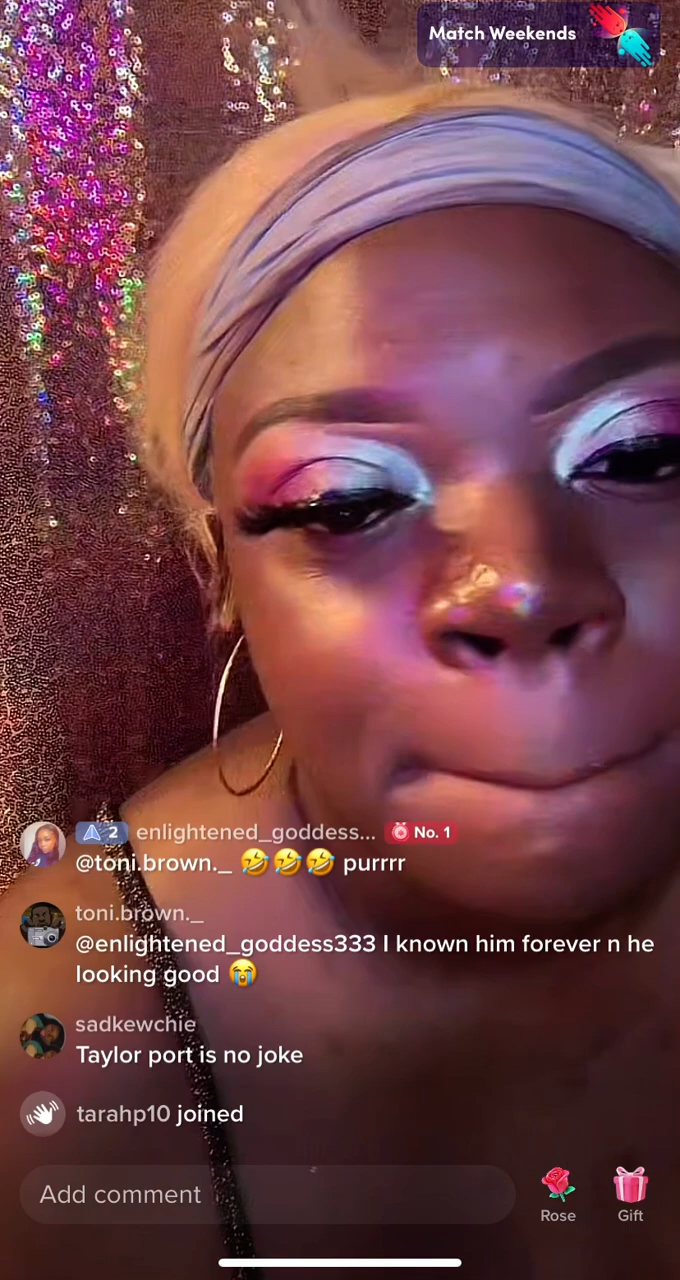 Match Weekends
2 enlightened_goddess... No. 1
@toni.brown._ 🤣🤣🤣 purrrr
toni.brown._
@enlightened_goddess333 I known him forever n he
looking good 😭
sadkewchie
Taylor port is no joke
tarahp10 joined
Add comment
Rose
Gift